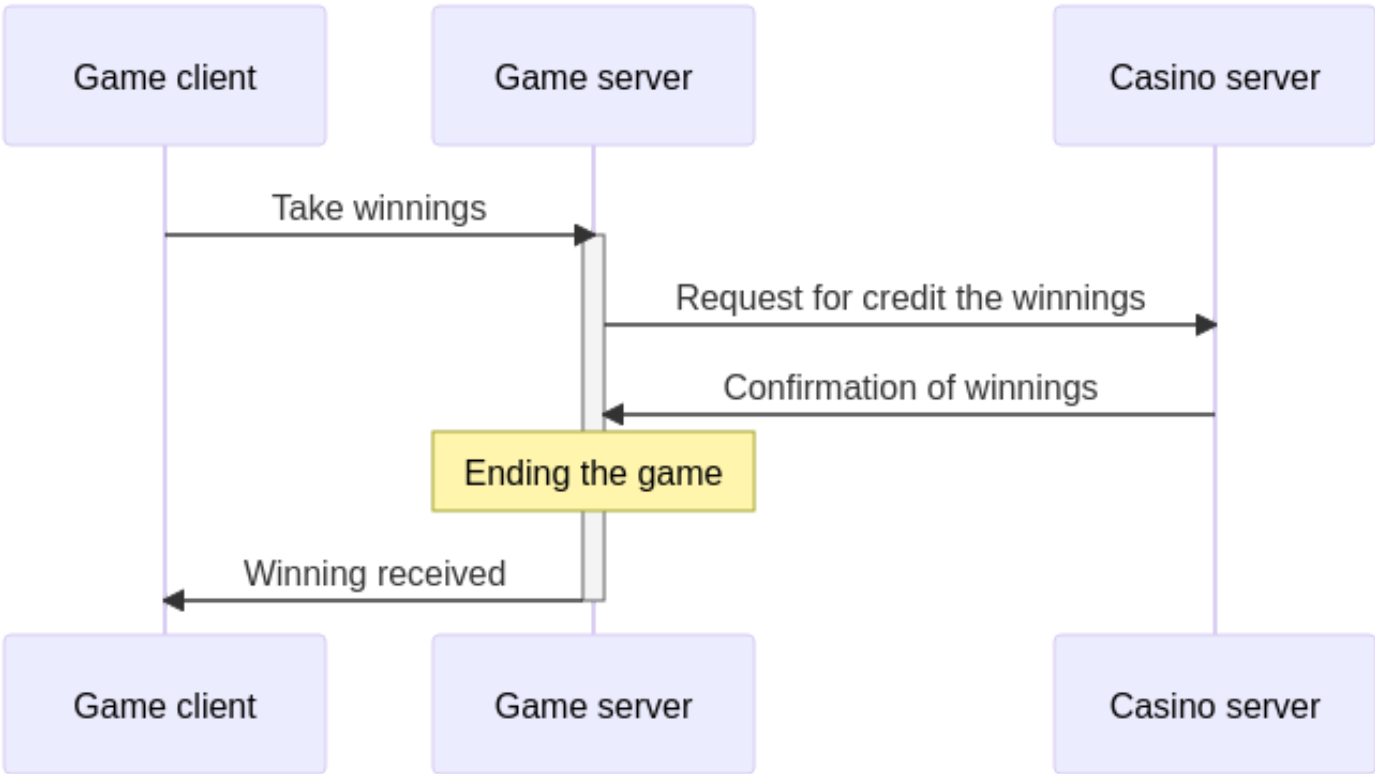 Game client
Game server
Casino server
Take winnings
Request for credit the winnings
Confirmation of winnings
Ending the game
Winning received
Game client
Game server
Casino server